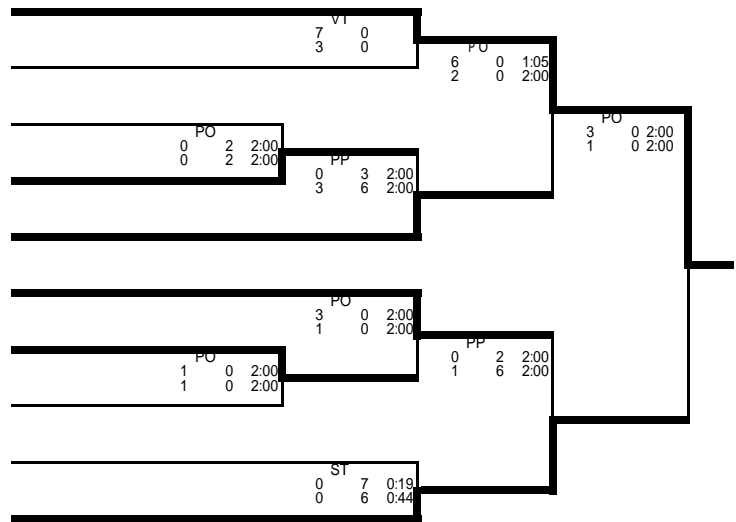 VT
7 0
3 0
PO
6 0 1:05
2 0 2:00
PO
3 0 2:00
1 0 2:00
PO
0 2 2:00
0 2 2:00
PP
0 3 2:00
3 6 2:00
PO
3 0 2:00
1 0 2:00
PP
0 2 2:00
1 6 2:00
PO
1 0 2:00
1 0 2:00
ST
0 7 0:19
0 6 0:44